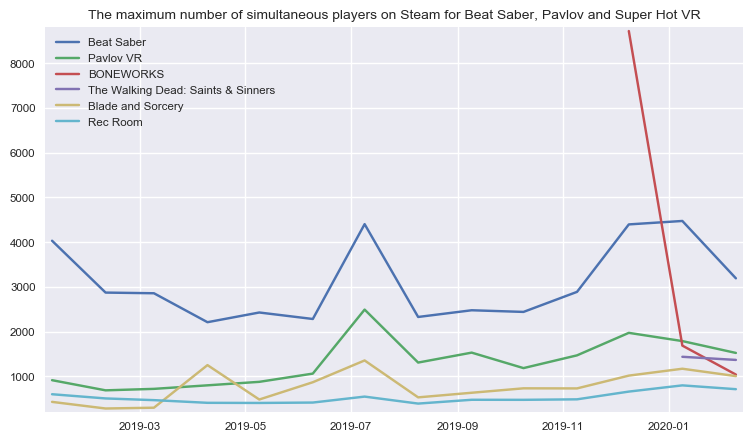 The maximum number of simultaneous players on Steam for Beat Saber, Pavlov and Super Hot VR
Beat Saber
Pavlov VR
BONEWORKS
The Walking Dead: Saints & Sinners
Blade and Sorcery
Rec Room
8000
7000
6000
5000
4000
3000
2000
1000
2019-03
2019-05
2019-07
2019-09
2019-11
2020-01